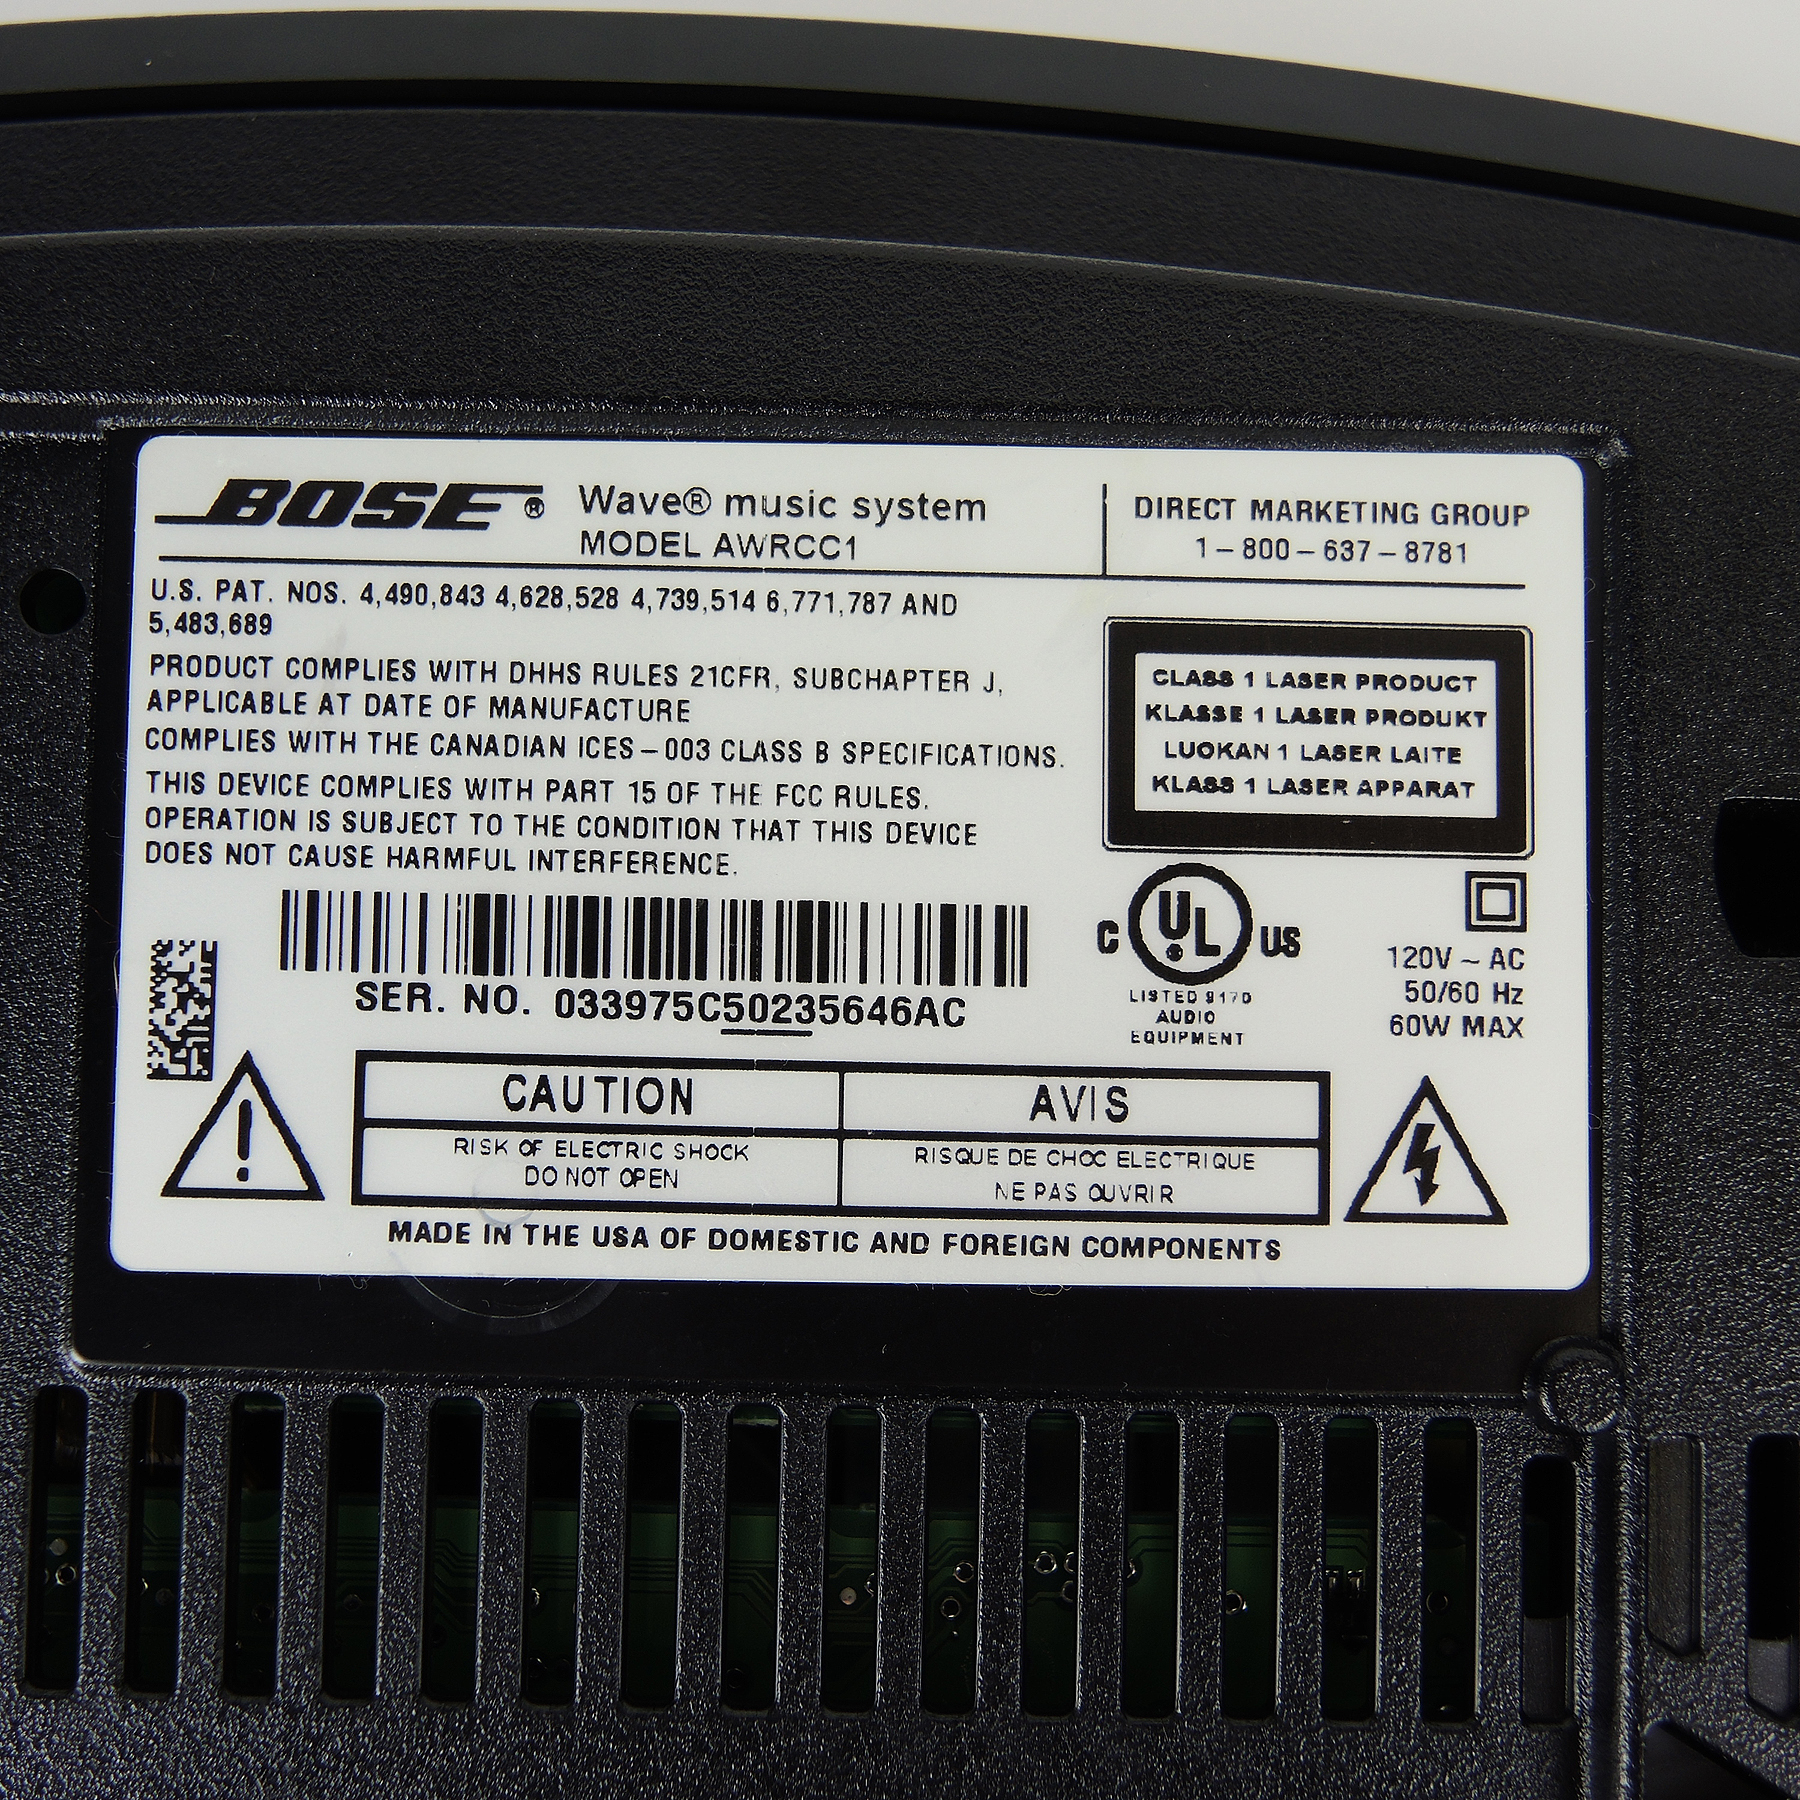 BOSE® Wave® music system
MODEL AWRCC1
DIRECT MARKETING GROUP
1-800-637-8781
U.S. PAT. NOS. 4,490,843 4,628,528 4,739,514 6,771,787 AND
5,483,689
PRODUCT COMPLIES WITH DHHS RULES 21CFR, SUBCHAPTER J,
APPLICABLE AT DATE OF MANUFACTURE
COMPLIES WITH THE CANADIAN ICES-003 CLASS B SPECIFICATIONS.
THIS DEVICE COMPLIES WITH PART 15 OF THE FCC RULES.
OPERATION IS SUBJECT TO THE CONDITION THAT THIS DEVICE
DOES NOT CAUSE HARMFUL INTERFERENCE.
CLASS 1 LASER PRODUCT
KLASSE 1 LASER PRODUKT
LUOKAN 1 LASER LAITE
KLASS 1 LASER APPARAT
SER. NO. 033975C50235646AC
C UL US
LISTED 9170
AUDIO
EQUIPMENT
120V ~ AC
50/60 Hz
60W MAX
CAUTION
RISK OF ELECTRIC SHOCK
DO NOT OPEN
AVIS
RISQUE DE CHOC ELECTRIQUE
NE PAS OUVRIR
MADE IN THE USA OF DOMESTIC AND FOREIGN COMPONENTS